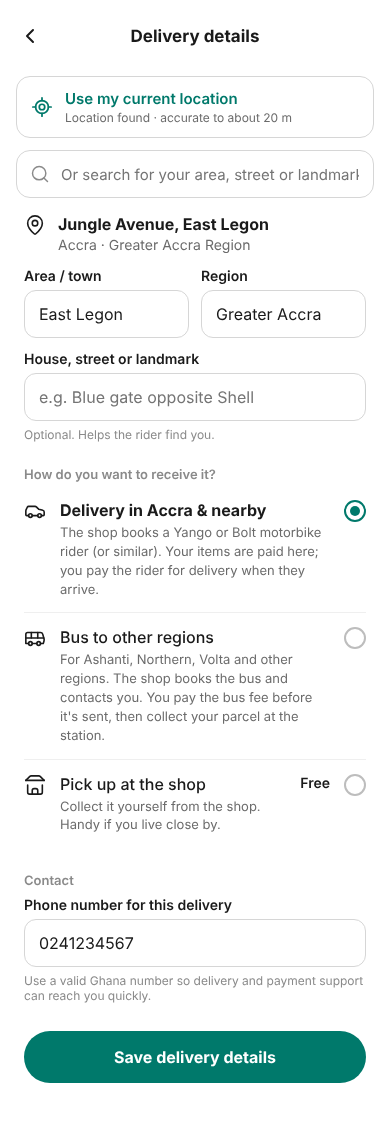 Delivery details
Use my current location
Location found · accurate to about 20 m
Or search for your area, street or landmark
Jungle Avenue, East Legon
Accra · Greater Accra Region
Area / town
Region
East Legon
Greater Accra
House, street or landmark
e.g. Blue gate opposite Shell
Optional. Helps the rider find you.
How do you want to receive it?
Delivery in Accra & nearby
The shop books a Yango or Bolt motorbike
rider (or similar). Your items are paid here;
you pay the rider for delivery when they
arrive.
Bus to other regions
For Ashanti, Northern, Volta and other
regions. The shop books the bus and
contacts you. You pay the bus fee before
it's sent, then collect your parcel at the
station.
Pick up at the shop
Free
Collect it yourself from the shop.
Handy if you live close by.
Contact
Phone number for this delivery
0241234567
Use a valid Ghana number so delivery and payment support
can reach you quickly.
Save delivery details